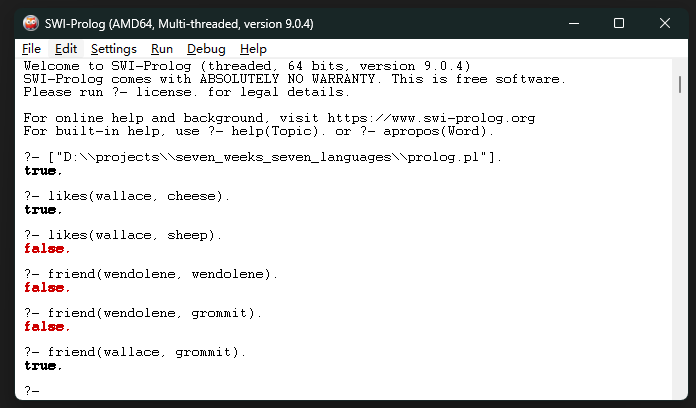 SWI-Prolog (AMD64, Multi-threaded, version 9.0.4)
File Edit Settings Run Debug Help
Welcome to SWI-Prolog (threaded, 64 bits, version 9.0.4)
SWI-Prolog comes with ABSOLUTELY NO WARRANTY. This is free software.
Please run ?- license. for legal details.
For online help and background, visit https://www.swi-prolog.org
For built-in help, use ?- help(Topic). or ?- apropos(Word).
?- ["D:\\projects\\seven_weeks_seven_languages\\prolog.pl"].
true.
?- likes(wallace, cheese).
true.
?- likes(wallace, sheep).
false.
?- friend(wendolene, wendolene).
false.
?- friend(wendolene, grommit).
false.
?- friend(wallace, grommit).
true.
?-